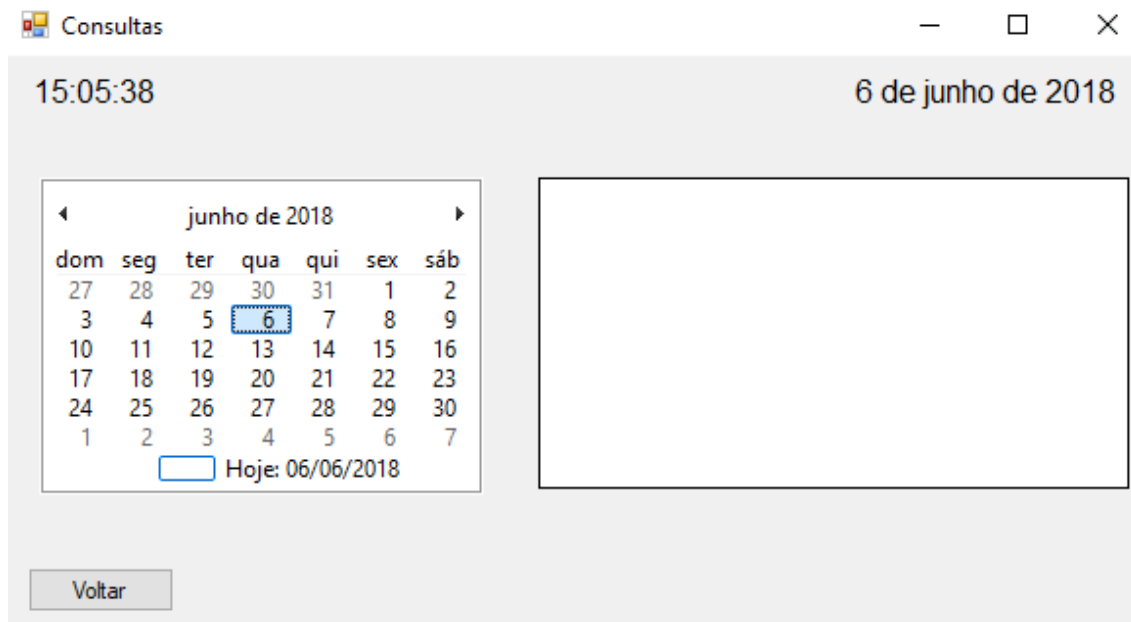 Consultas
15:05:38 6 de junho de 2018
junho de 2018
dom seg ter qua qui sex sáb
27 28 29 30 31 1 2
3 4 5 6 7 8 9
10 11 12 13 14 15 16
17 18 19 20 21 22 23
24 25 26 27 28 29 30
1 2 3 4 5 6 7
Hoje: 06/06/2018
Voltar